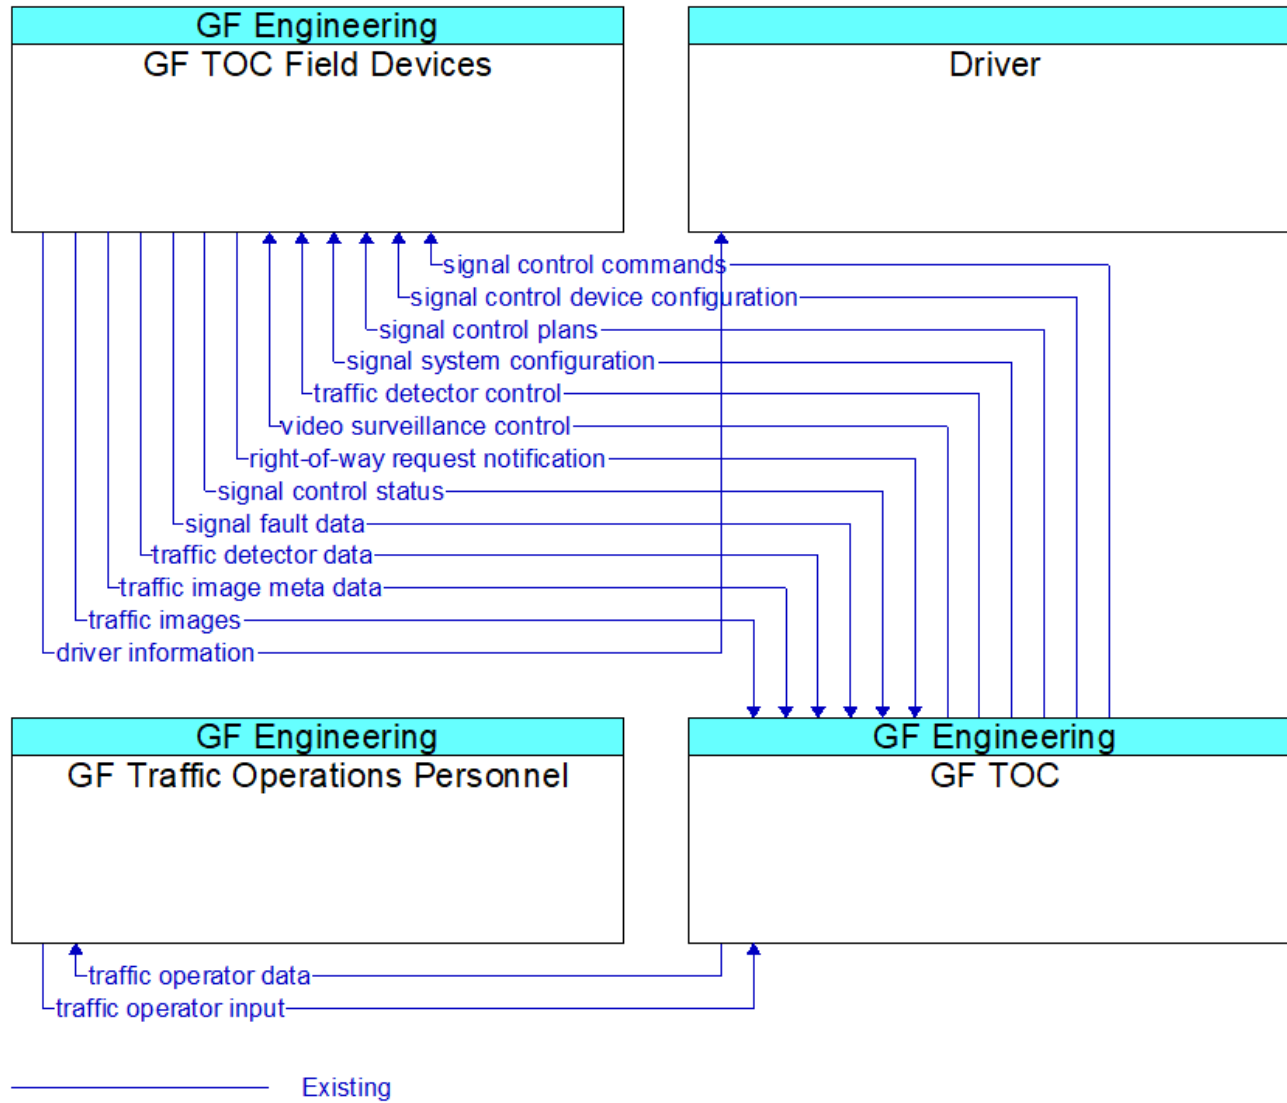 GF Engineering
GF TOC Field Devices
Driver
signal control commands
signal control device configuration
signal control plans
signal system configuration
traffic detector control
video surveillance control
right-of-way request notification
signal control status
signal fault data
traffic detector data
traffic image meta data
traffic images
driver information
GF Engineering
GF Traffic Operations Personnel
GF Engineering
GF TOC
traffic operator data
traffic operator input
Existing